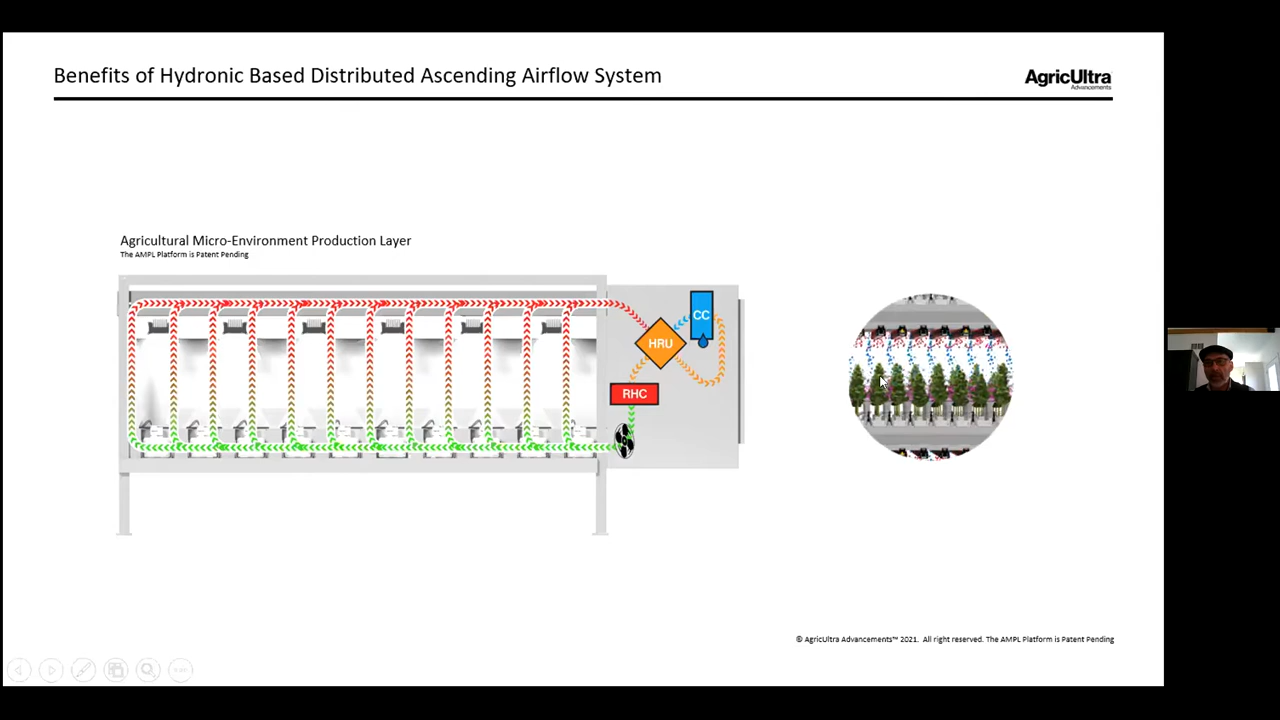 Benefits of Hydronic Based Distributed Ascending Airflow System
AgricUltra
Advancements
Agricultural Micro-Environment Production Layer
The AMPL Platform is Patent Pending
CC
HRU
RHC
© AgricUltra Advancements™ 2021. All right reserved. The AMPL Platform is Patent Pending